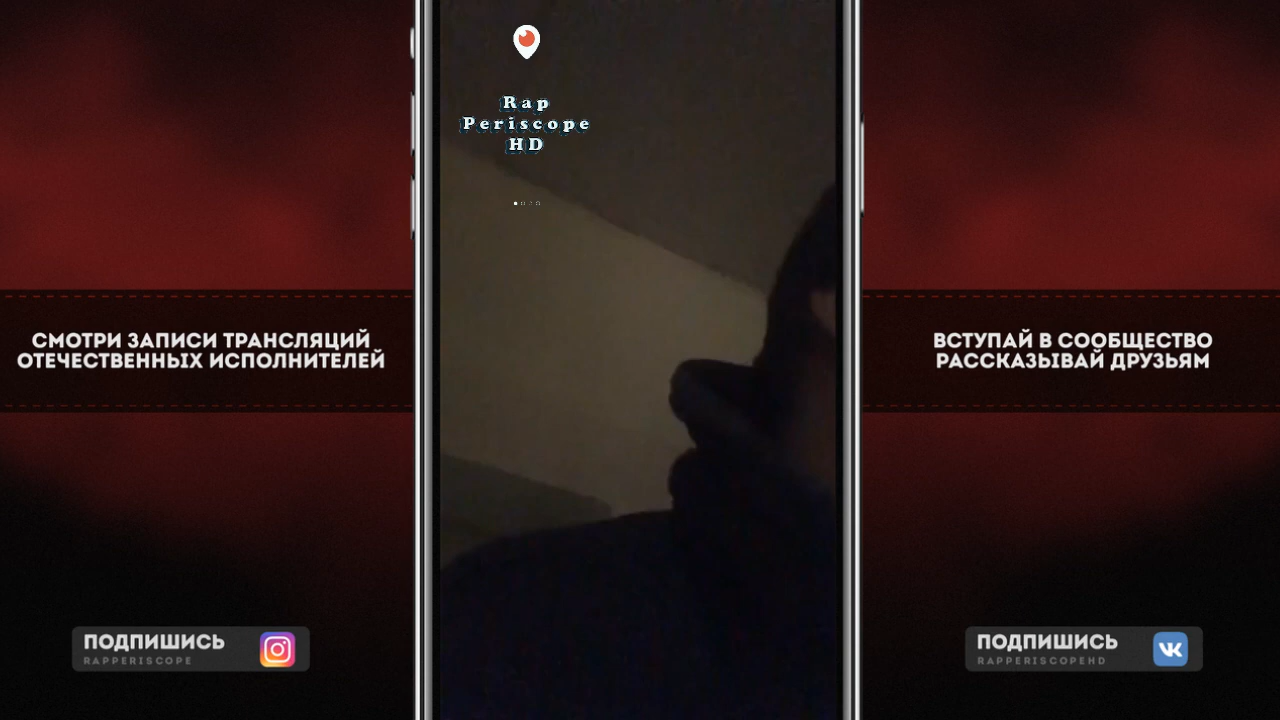 Rap
Periscope
HD
СМОТРИ ЗАПИСИ ТРАНСЛЯЦИЙ
ОТЕЧЕСТВЕННЫХ ИСПОЛНИТЕЛЕЙ
ВСТУПАЙ В СООБЩЕСТВО
РАССКАЗЫВАЙ ДРУЗЬЯМ
ПОДПИШИСЬ
RAPPERISCOPE
ПОДПИШИСЬ
RAPPERISCOPEHD